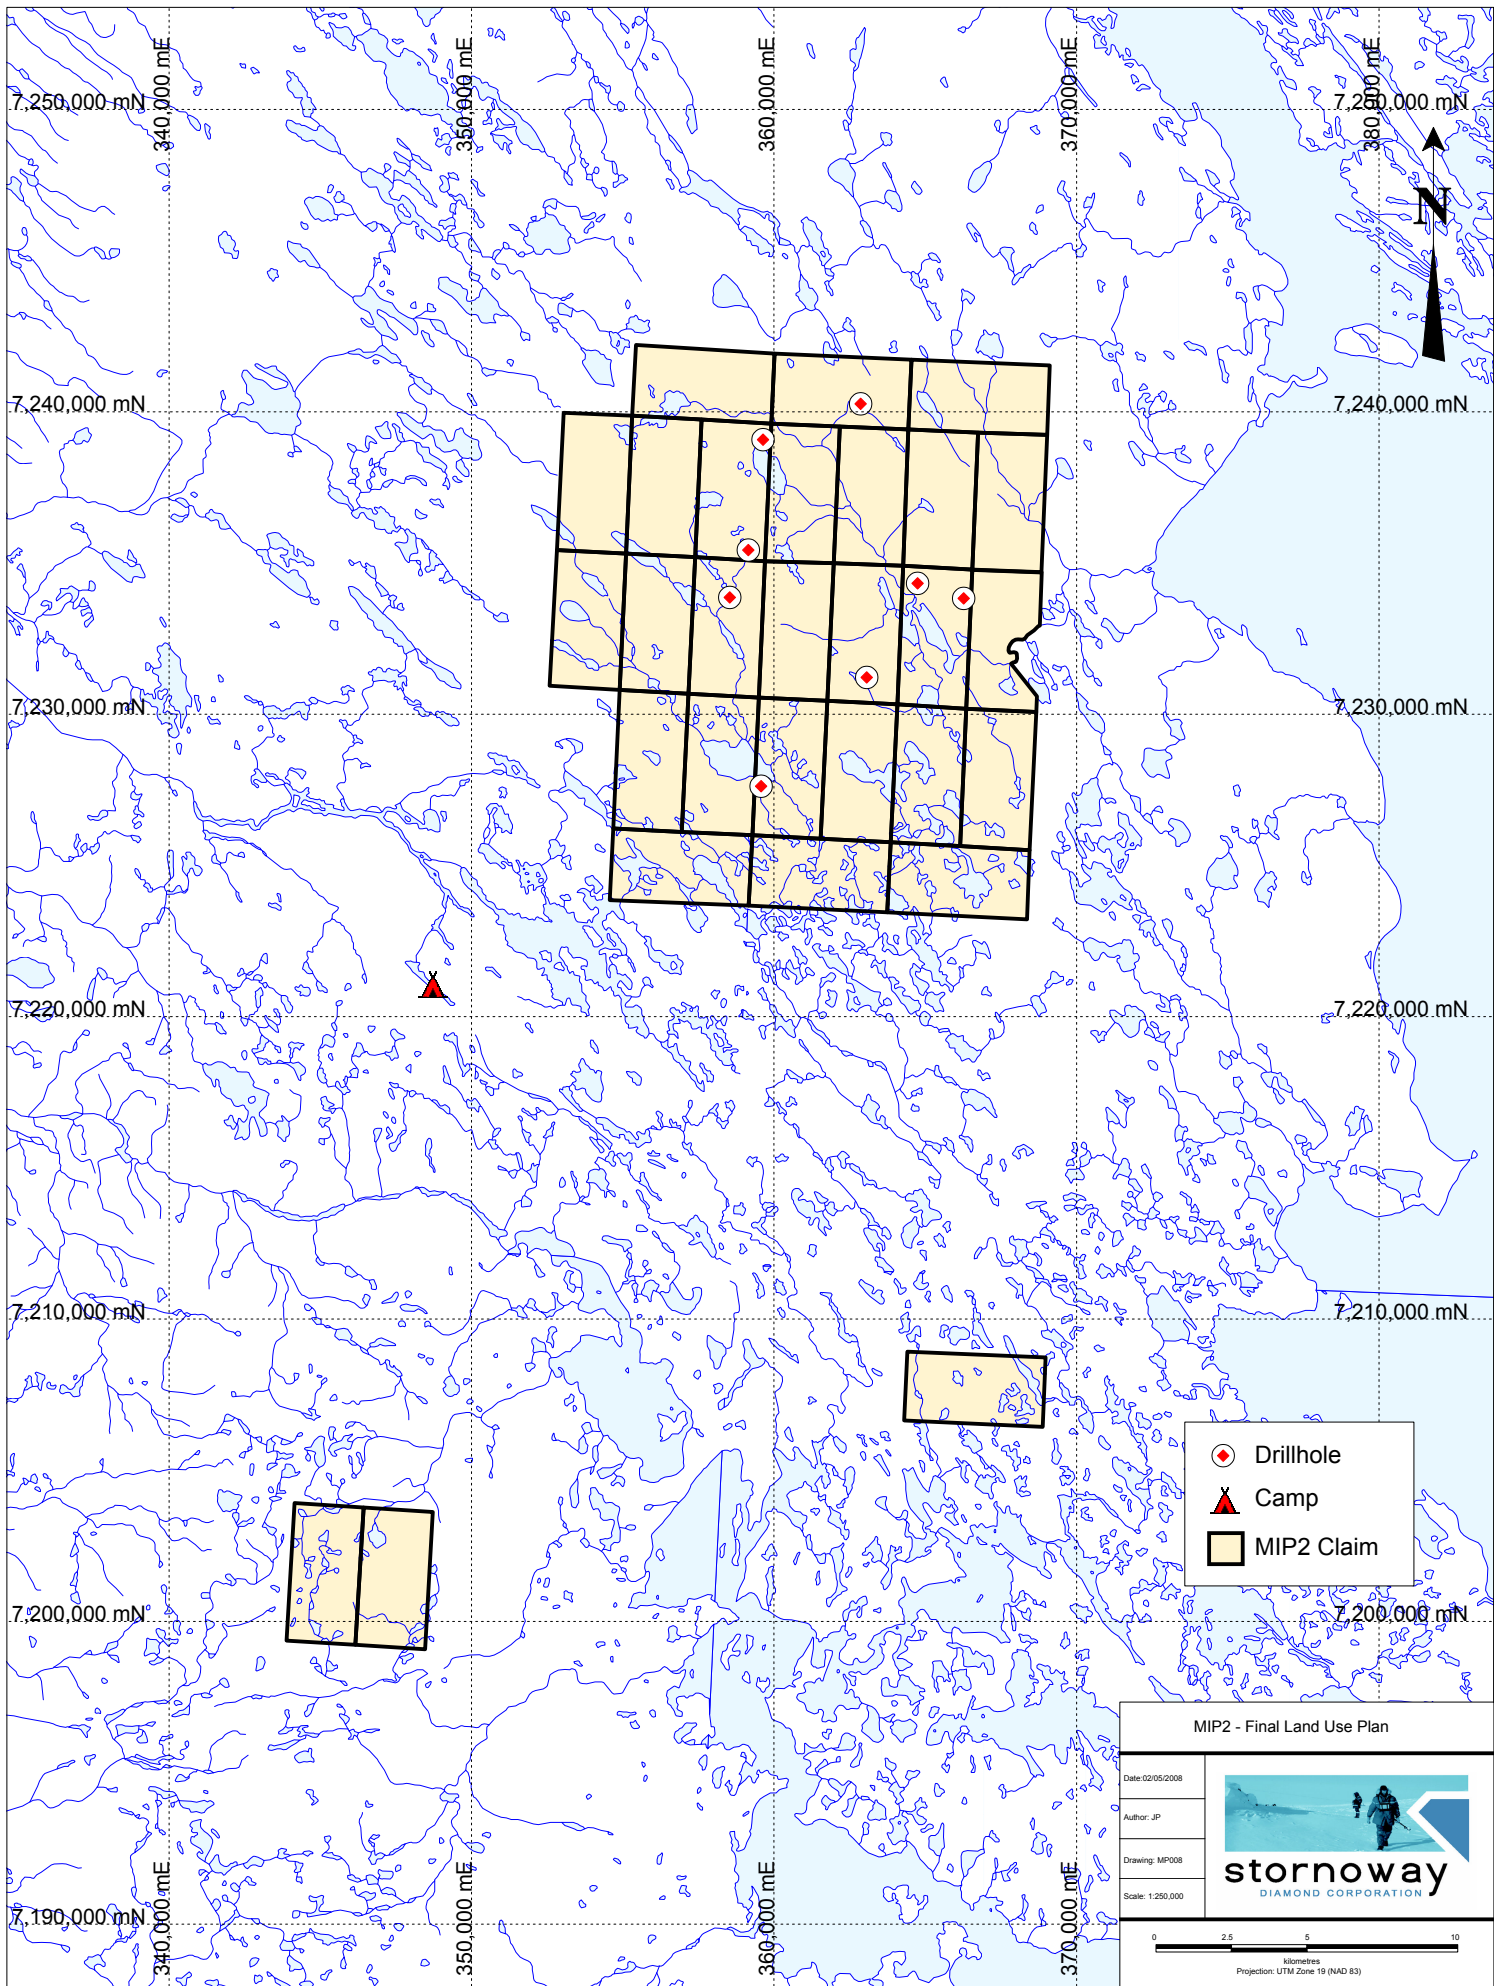 340,000 mE
350,000 mE
360,000 mE
370,000 mE
380,000 mE
7,250,000 mN
7,250,000 mN
N
7,240,000 mN
7,240,000 mN
7,230,000 mN
7,230,000 mN
7,220,000 mN
7,220,000 mN
7,210,000 mN
7,210,000 mN
Drillhole
Camp
MIP2 Claim
7,200,000 mN
7,200,000 mN
MIP2 - Final Land Use Plan
Date:02/05/2008
Author: JP
Drawing: MP008
Scale: 1:250,000
stornoway
DIAMOND CORPORATION
7,190,000 mN
340,000 mE
350,000 mE
360,000 mE
370,000 mE
0 2.5 5 10
kilometres
Projection: UTM Zone 19 (NAD 83)